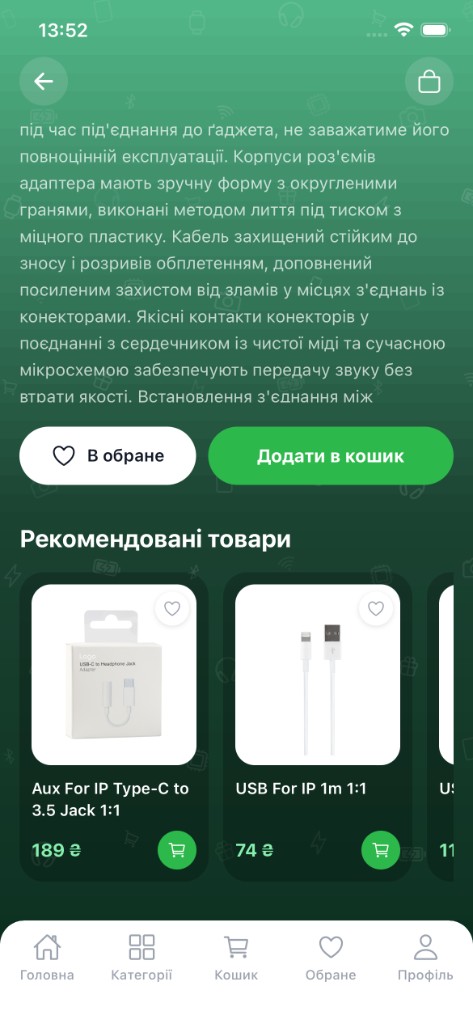 13:52
під час під'єднання до ґаджета, не заважатиме його
повноцінній експлуатації. Корпуси роз'ємів
адаптера мають зручну форму з округленими
гранями, виконані методом лиття під тиском з
міцного пластику. Кабель захищений стійким до
зносу і розривів обплетенням, доповнений
посиленим захистом від зламів у місцях з'єднань із
конекторами. Якісні контакти конекторів у
поєднанні з сердечником із чистої міді та сучасною
мікросхемою забезпечують передачу звуку без
втрати якості. Встановлення з'єднання між
В обране
Додати в кошик
Рекомендовані товари
USB-C to Headphone Jack
Adapter
Aux For IP Type-C to
3.5 Jack 1:1
189 ₴
USB For IP 1m 1:1
74 ₴
US
11
Головна
Категорії
Кошик
Обране
Профіль